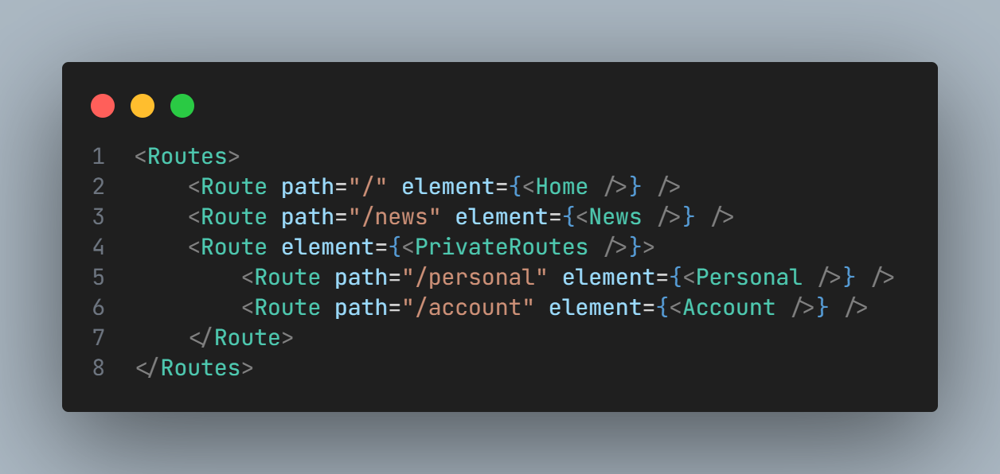 1 <Routes>
2     <Route path="/" element={<Home />} />
3     <Route path="/news" element={<News />} />
4     <Route element={<PrivateRoutes />}>
5         <Route path="/personal" element={<Personal />} />
6         <Route path="/account" element={<Account />} />
7     </Route>
8 </Routes>